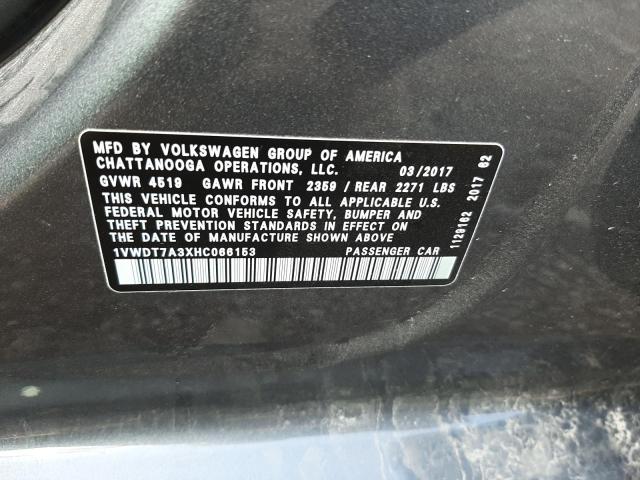 MFD BY VOLKSWAGEN GROUP OF AMERICA
CHATTANOOGA OPERATIONS, LLC. 03/2017
GVWR 4519 GAWR FRONT 2359 / REAR 2271 LBS
THIS VEHICLE CONFORMS TO ALL APPLICABLE U.S.
FEDERAL MOTOR VEHICLE SAFETY, BUMPER AND
THEFT PREVENTION STANDARDS IN EFFECT ON
THE DATE OF MANUFACTURE SHOWN ABOVE
1VWDT7A3XHC066153 PASSENGER CAR
1129162 2017 62